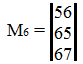 M₆ = |56|
|65|
|67|